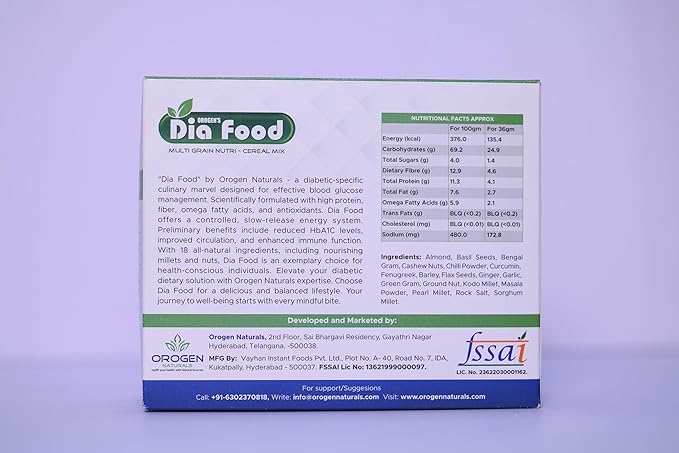 OROGEN'S
Dia Food
MULTI GRAIN NUTRI - CEREAL MIX
"Dia Food" by Orogen Naturals - a diabetic-specific
culinary marvel designed for effective blood glucose
management. Scientifically formulated with high protein,
fiber, omega fatty acids, and antioxidants. Dia Food
offers a controlled, slow-release energy system.
Preliminary benefits include reduced HbA1C levels,
improved circulation, and enhanced immune function.
With 18 all-natural ingredients, including nourishing
millets and nuts, Dia Food is an exemplary choice for
health-conscious individuals. Elevate your diabetic
dietary solution with Orogen Naturals expertise. Choose
Dia Food for a delicious and balanced lifestyle. Your
journey to well-being starts with every mindful bite.
NUTRITIONAL FACTS APPROX
For 100gm For 36gm
Energy (kcal) 376.0 135.4
Carbohydrates (g) 69.2 24.9
Total Sugars (g) 4.0 1.4
Dietary Fibre (g) 12.9 4.6
Total Protein (g) 11.3 4.1
Total Fat (g) 7.6 2.7
Omega Fatty Acids (g) 5.9 2.1
Trans Fats (g) BLQ (<0.2) BLQ (<0.2)
Cholesterol (mg) BLQ (<0.01) BLQ (<0.01)
Sodium (mg) 480.0 172.8
Ingredients: Almond, Basil Seeds, Bengal
Gram, Cashew Nuts, Chilli Powder, Curcumin,
Fenugreek, Barley, Flax Seeds, Ginger, Garlic,
Green Gram, Ground Nut, Kodo Millet, Masala
Powder, Pearl Millet, Rock Salt, Sorghum
Millet.
Developed and Marketed by:
OROGEN
NATURALS
Orogen Naturals, 2nd Floor, Sai Bhargavi Residency, Gayathri Nagar
Hyderabad, Telangana, -500038.
MFG By: Vayhan Instant Foods Pvt. Ltd., Plot No. A- 40, Road No. 7, IDA,
Kukatpally, Hyderabad - 500037. FSSAI Lic No: 13621999000097.
fssai
LIC. No. 23622030001162.
For support/Suggesions
Call: +91-6302370818, Write: info@orogennaturals.com Visit: www.orogennaturals.com